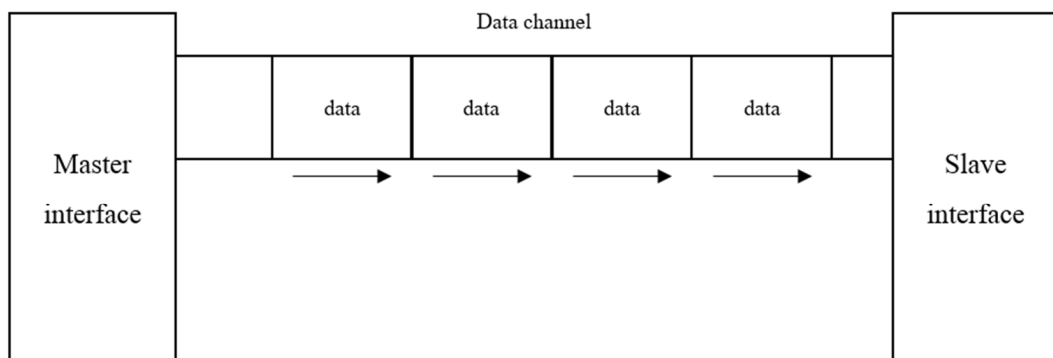 Data channel
data
data
data
data
Master
interface
Slave
interface